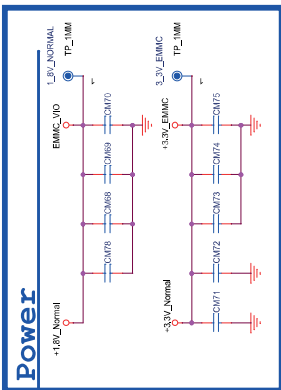 Power
1_8V_NORMAL
TP_1MM
EMMC_VIO
CM70
CM69
CM68
CM78
+1,8V_Normal
3_3V_EMMC
TP_1MM
+3,3V_EMMC
CM75
CM74
CM73
CM72
CM71
+3,3V_Normal